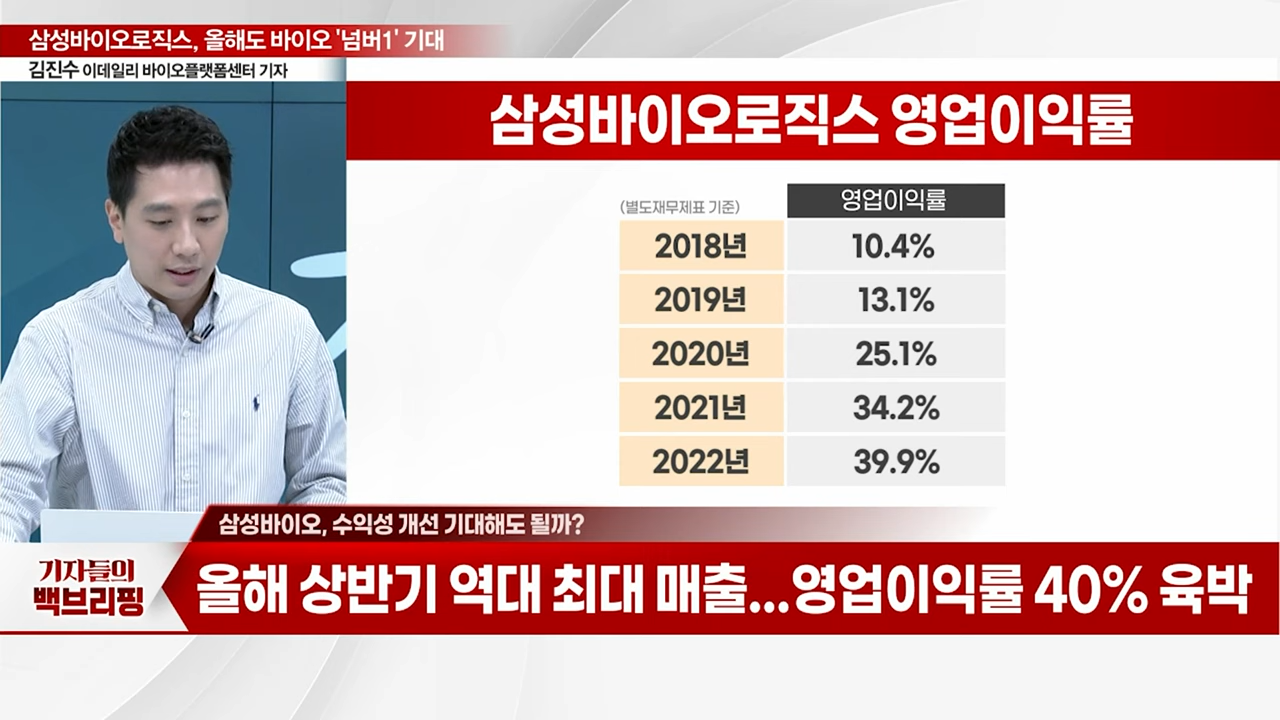 삼성바이오로직스, 올해도 바이오 '넘버1' 기대
김진수 이데일리 바이오플랫폼센터 기자
삼성바이오로직스 영업이익률
(별도재무제표 기준) 영업이익률
2018년 10.4%
2019년 13.1%
2020년 25.1%
2021년 34.2%
2022년 39.9%
삼성바이오, 수익성 개선 기대해도 될까?
기자들의
백브리핑
올해 상반기 역대 최대 매출...영업이익률 40% 육박